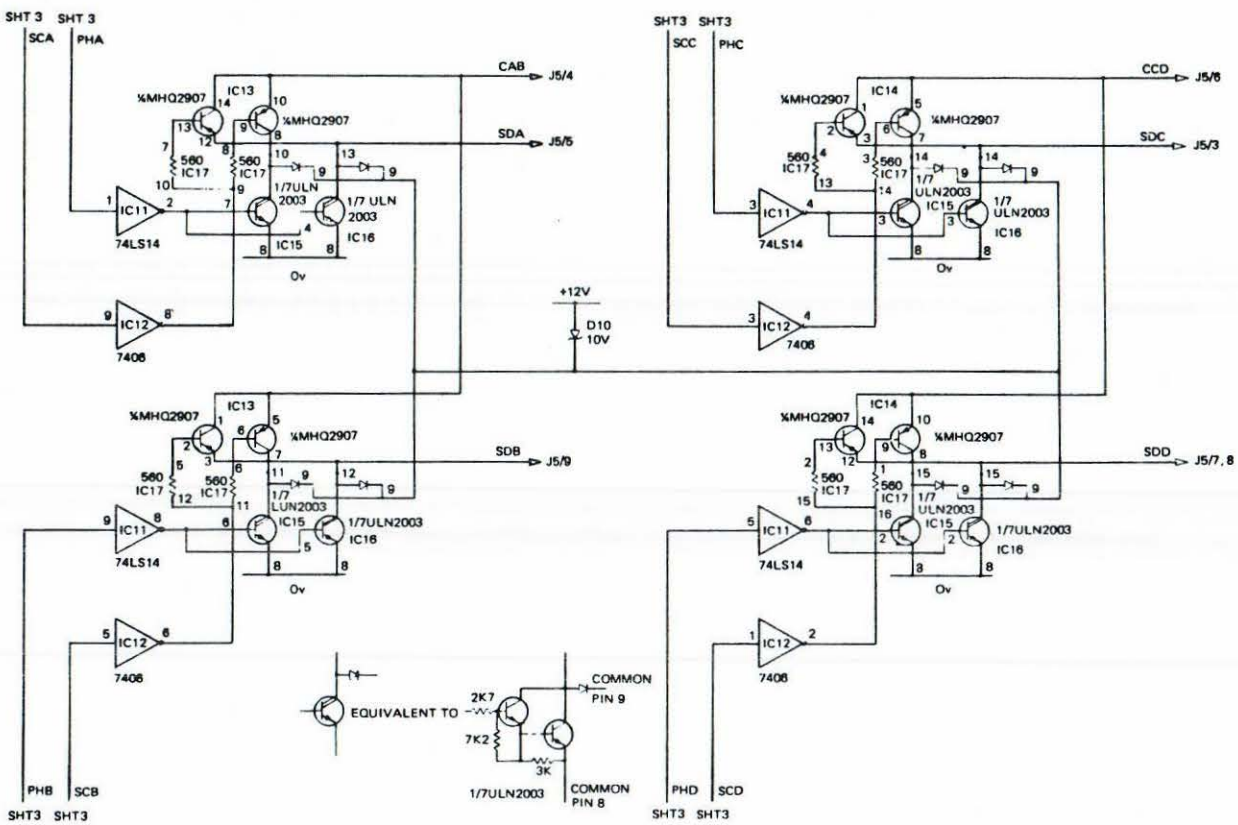 SHT 3 SHT 3
SCA PHA
CAB J5/4
IC13
¼MHQ2907 14 10
13 9 ¼MHQ2907
12 8 SDA J5/5
7 8 10 13
560 560 9 9
IC17 IC17
10 9 1/7ULN 2003
1/7 ULN 2003
1 IC11 2 7 4
74LS14 IC15 IC16
8 8
Ov
9 IC12 8
7406
SHT3 SHT3
SCC PHC
CCD J5/6
IC14
¼MHQ2907 1 5
2 6 ¼MHQ2907
3 7 SDC J5/3
4 3 14 14
560 560 9 9
IC17 IC17
13 14 1/7 ULN2003
1/7 ULN2003
3 IC11 4 3 3
74LS14 IC15 IC16
8 8
Ov
3 IC12 4
7406
+12V
D10
10V
IC13
¼MHQ2907 1 5
2 6 ¼MHQ2907
3 7 SDB J5/9
5 6 11 12
560 560 9 9
IC17 IC17
12 11 1/7 LUN2003
1/7ULN2003
9 IC11 8 6 5
74LS14 IC15 IC16
8 8
Ov
5 IC12 6
7406
IC14
¼MHQ2907 14 10
13 9 ¼MHQ2907
12 8 SDD J5/7, 8
2 1 15 15
560 560 9 9
IC17 IC17
15 16 1/7 ULN2003
1/7ULN2003
5 IC11 6 2 2
74LS14 IC15 IC16
8 8
Ov
1 IC12 2
7406
EQUIVALENT TO
2K7
7K2
3K
COMMON
PIN 9
1/7ULN2003
COMMON
PIN 8
PHB SCB
SHT3 SHT3
PHD SCD
SHT3 SHT3